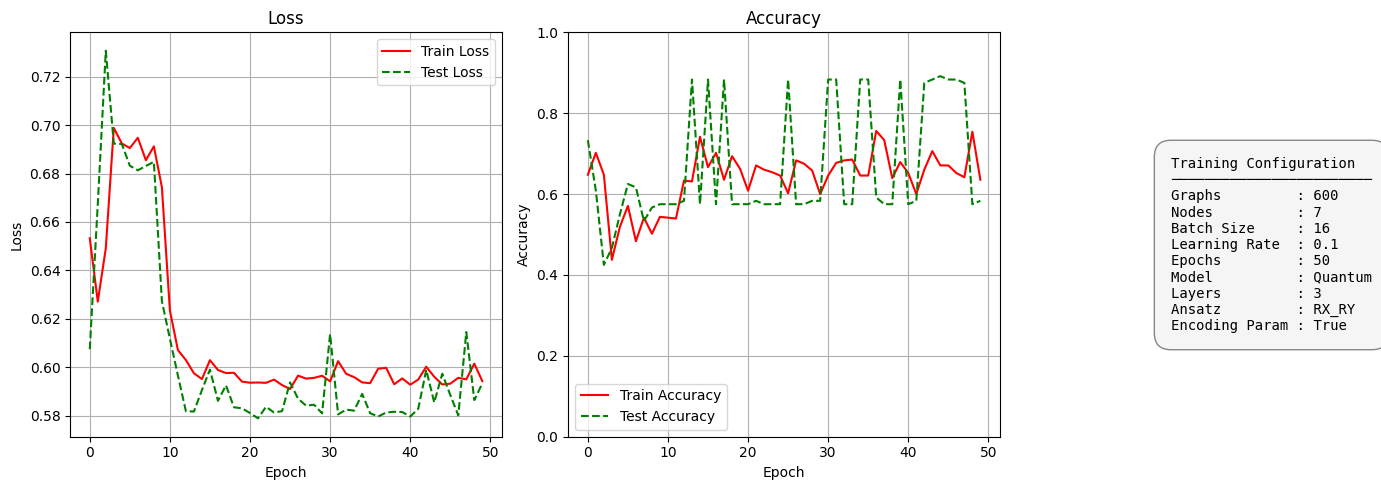 Loss
Train Loss
Test Loss
0.72
0.70
0.68
0.66
0.64
0.62
0.60
0.58
Loss
0 10 20 30 40 50
Epoch
Accuracy
1.0
0.8
0.6
0.4
0.2
0.0
Accuracy
Train Accuracy
Test Accuracy
0 10 20 30 40 50
Epoch
Training Configuration
Graphs : 600
Nodes : 7
Batch Size : 16
Learning Rate : 0.1
Epochs : 50
Model : Quantum
Layers : 3
Ansatz : RX_RY
Encoding Param : True